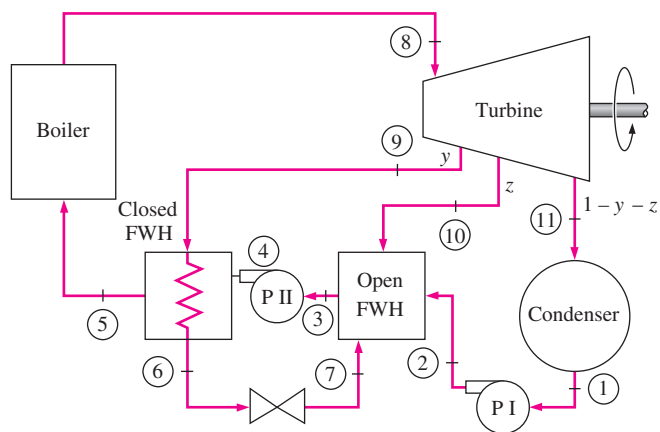 8
Boiler
Turbine
9
y
z
1 – y – z
Closed
FWH
10
11
4
Open
FWH
P II
Condenser
5
3
2
6
7
1
P I